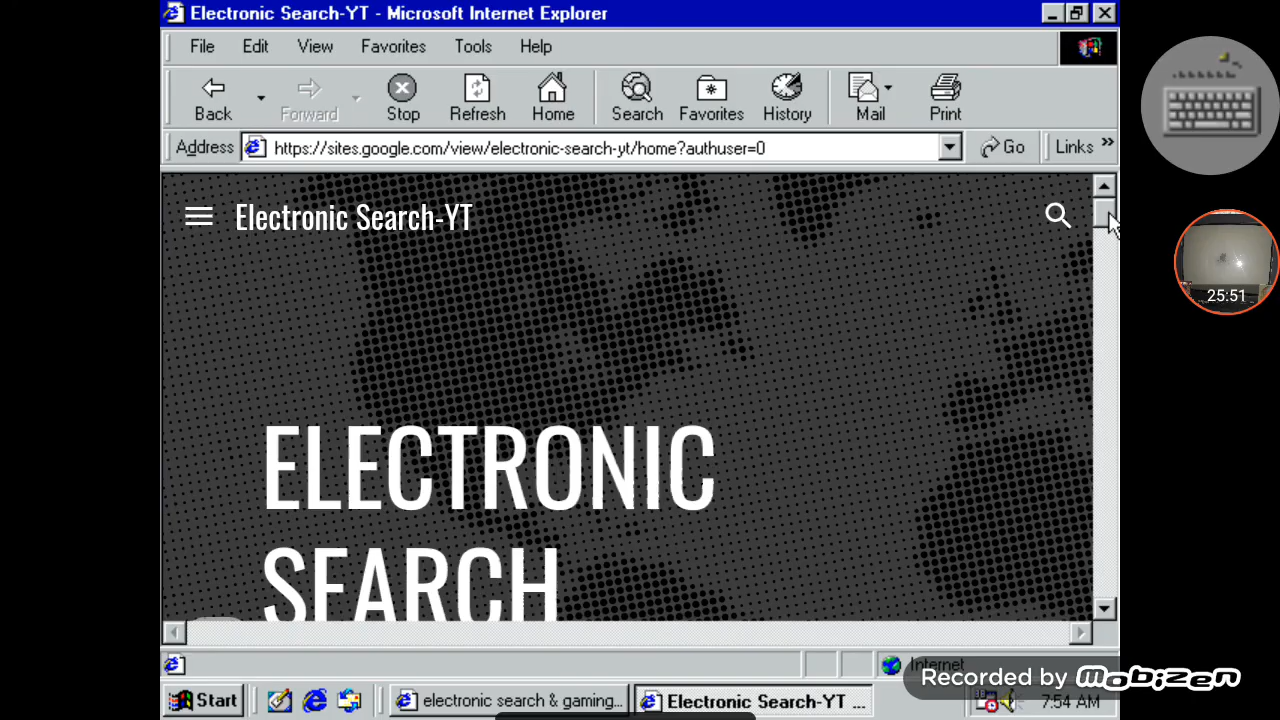 Electronic Search-YT - Microsoft Internet Explorer
File Edit View Favorites Tools Help
Back Forward Stop Refresh Home Search Favorites History Mail Print
Address https://sites.google.com/view/electronic-search-yt/home?authuser=0 Go Links »
Electronic Search-YT
25:51
ELECTRONIC
SEARCH
Internet
Recorded by mobizen
Start electronic search & gaming... Electronic Search-YT ... 7:54 AM